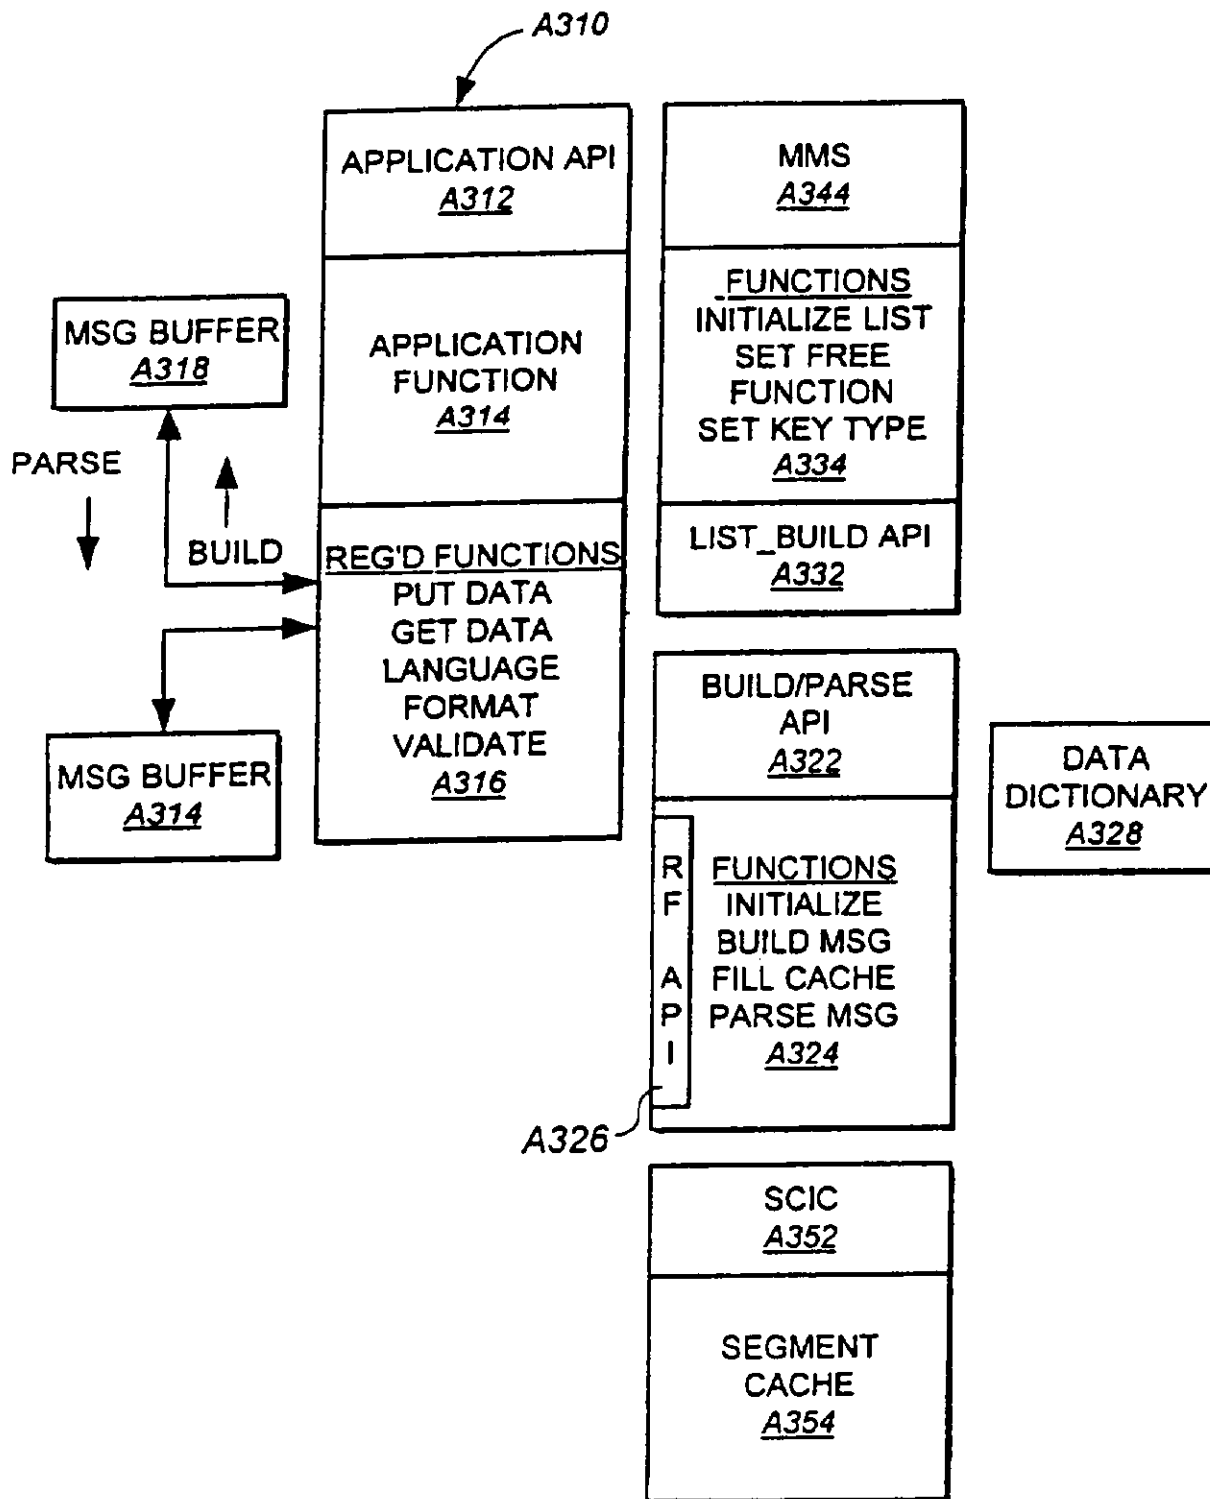 A310
APPLICATION API
A312
APPLICATION
FUNCTION
A314
REG'D FUNCTIONS
PUT DATA
GET DATA
LANGUAGE
FORMAT
VALIDATE
A316
MSG BUFFER
A318
PARSE
BUILD
MSG BUFFER
A314
MMS
A344
FUNCTIONS
INITIALIZE LIST
SET FREE
FUNCTION
SET KEY TYPE
A334
LIST_BUILD API
A332
BUILD/PARSE
API
A322
RF API
FUNCTIONS
INITIALIZE
BUILD MSG
FILL CACHE
PARSE MSG
A324
A326
DATA
DICTIONARY
A328
SCIC
A352
SEGMENT
CACHE
A354